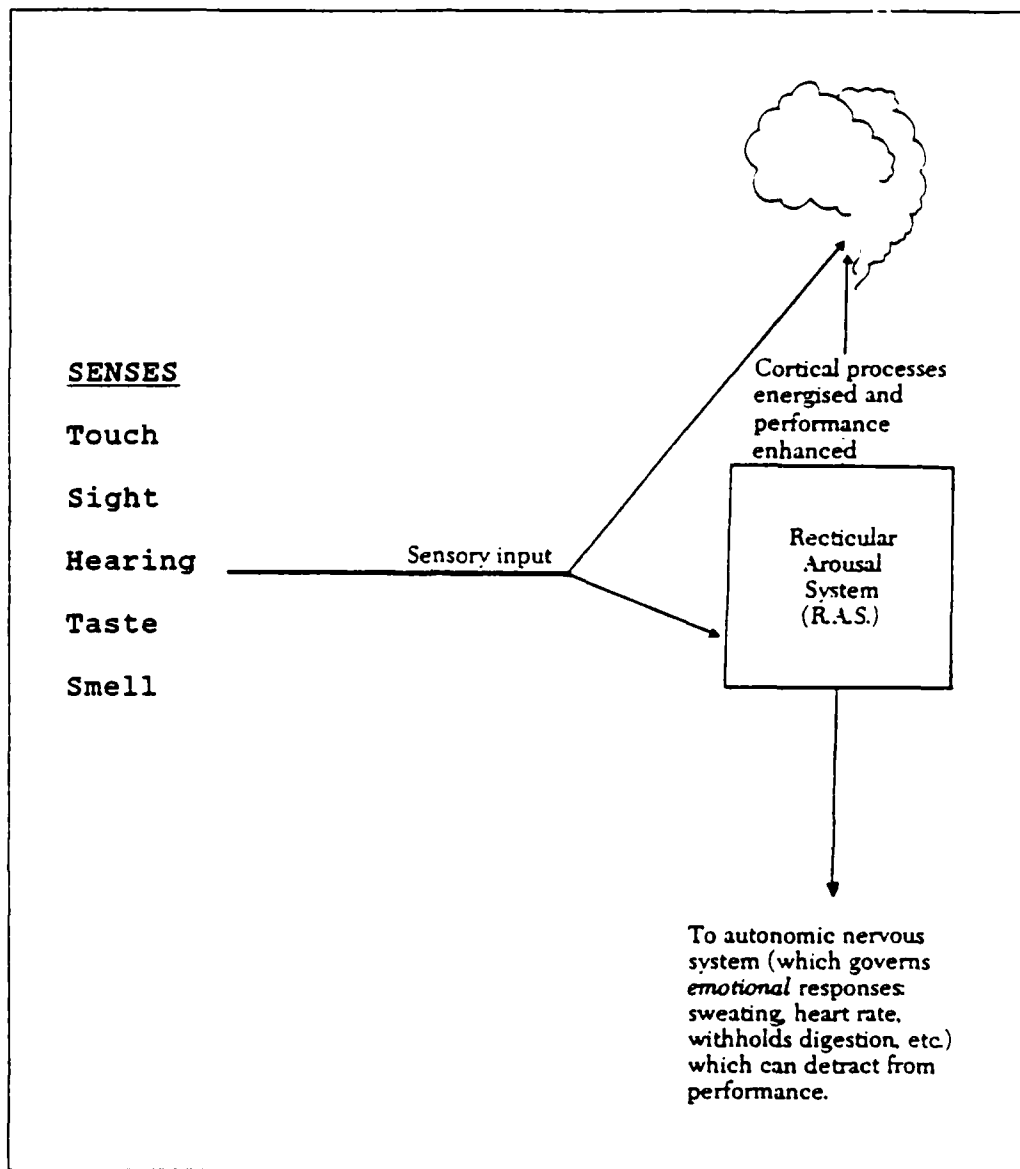 SENSES
Touch
Sight
Hearing
Taste
Smell
Sensory input
Cortical processes
energised and
performance
enhanced
Recticular
Arousal
System
(R.A.S.)
To autonomic nervous
system (which governs
emotional responses:
sweating, heart rate,
withholds digestion, etc.)
which can detract from
performance.